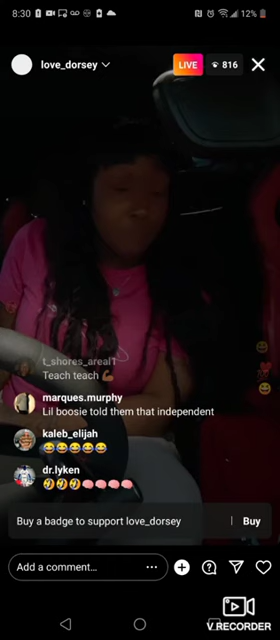 8:30
12%
love_dorsey
LIVE
816
t_shores_areal1
Teach teach 💪🏾
marques.murphy
Lil boosie told them that independent
kaleb_elijah
😂😂😂😂😂
dr.lyken
🤣🤣🤣🧠🧠🧠🧠
Buy a badge to support love_dorsey
Buy
Add a comment...
V RECORDER